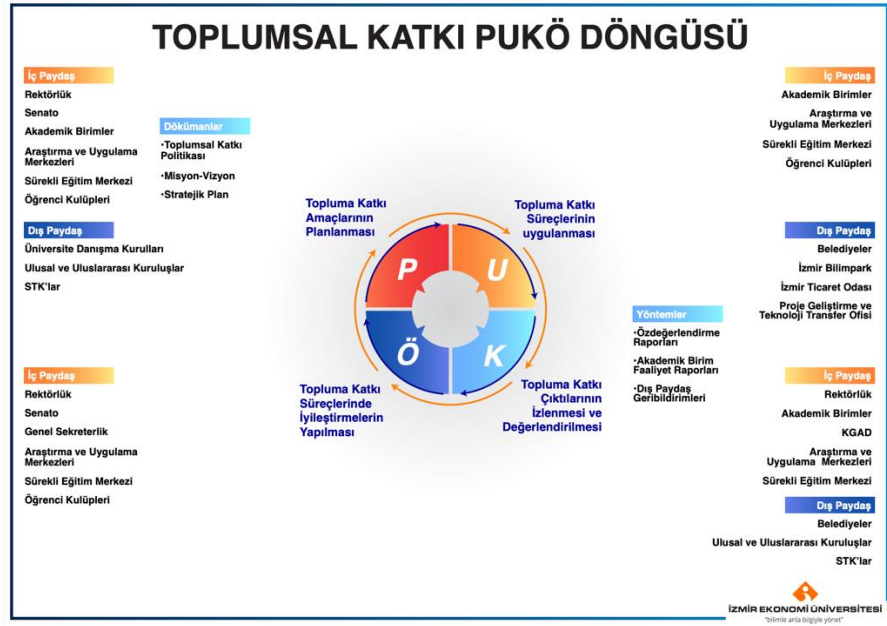 TOPLUMSAL KATKI PUKÖ DÖNGÜSÜ
İç Paydaş
Rektörlük
Senato
Akademik Birimler
Araştırma ve Uygulama
Merkezleri
Sürekli Eğitim Merkezi
Öğrenci Kulüpleri
Dış Paydaş
Üniversite Danışma Kurulları
Ulusal ve Uluslararası Kuruluşlar
STK'lar
Dökümanlar
•Toplumsal Katkı
Politikası
•Misyon-Vizyon
•Stratejik Plan
İç Paydaş
Akademik Birimler
Araştırma ve
Uygulama Merkezleri
Sürekli Eğitim Merkezi
Öğrenci Kulüpleri
Dış Paydaş
Belediyeler
İzmir Bilimpark
İzmir Ticaret Odası
Proje Geliştirme ve
Teknoloji Transfer Ofisi
Topluma Katkı
Amaçlarının
Planlanması
Topluma Katkı
Süreçlerinin
uygulanması
P
U
Ö
K
Topluma Katkı
Süreçlerinde
İyileştirmelerin
Yapılması
Topluma Katkı
Çıktılarının
İzlenmesi ve
Değerlendirilmesi
Yöntemler
•Özdeğerlendirme
Raporları
•Akademik Birim
Faaliyet Raporları
•Dış Paydaş
Geribildirimleri
İç Paydaş
Rektörlük
Senato
Genel Sekreterlik
Araştırma ve Uygulama
Merkezleri
Sürekli Eğitim Merkezi
Öğrenci Kulüpleri
İç Paydaş
Rektörlük
Akademik Birimler
KGAD
Araştırma ve
Uygulama Merkezleri
Sürekli Eğitim Merkezi
Dış Paydaş
Belediyeler
Ulusal ve Uluslararası Kuruluşlar
STK'lar
İZMİR EKONOMİ ÜNİVERSİTESİ
"bilimle anla bilgiyle yönet"